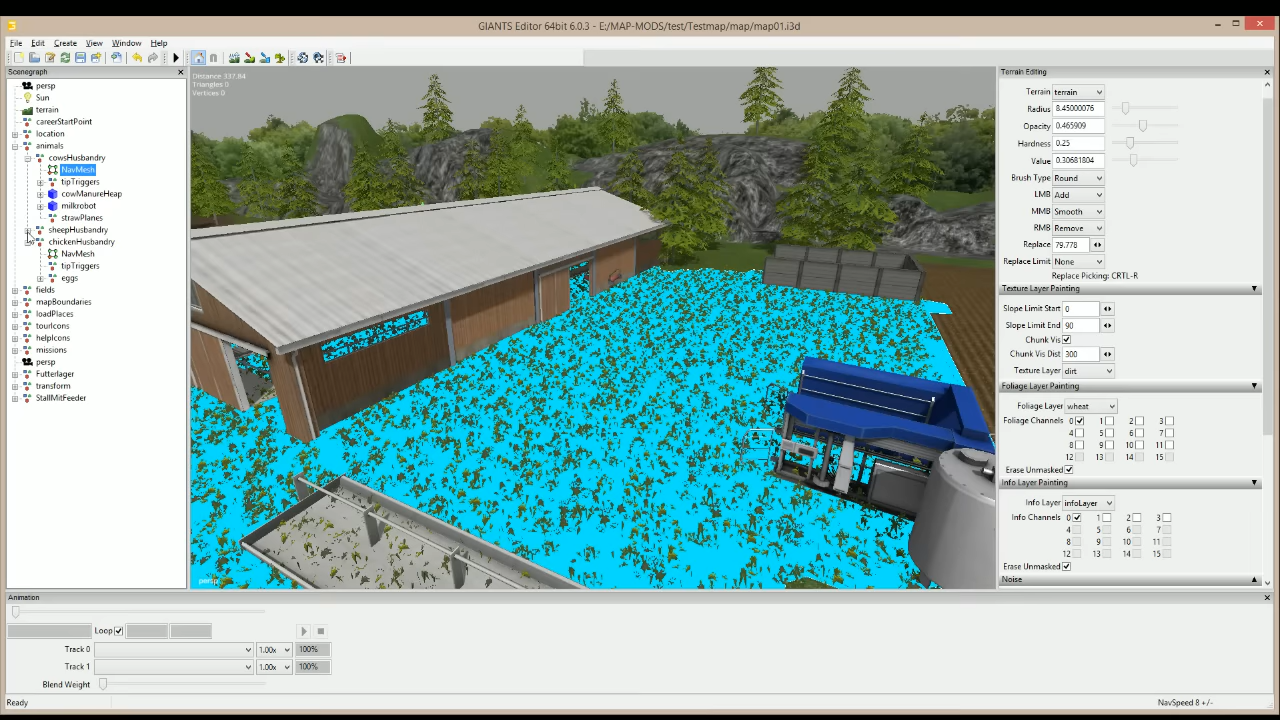 GIANTS Editor 64bit 6.0.3 - E:/MAP-MODS/test/Testmap/map/map01.i3d
File Edit Create View Window Help
Scenegraph
persp
Sun
terrain
careerStartPoint
location
animals
cowsHusbandry
NavMesh
tipTriggers
cowManureHeap
milkrobot
strawPlanes
sheepHusbandry
chickenHusbandry
NavMesh
tipTriggers
eggs
fields
mapBoundaries
loadPlaces
tourIcons
helpIcons
missions
persp
Futterlager
transform
StallMitFeeder
Distance 337.84
Triangles 0
Vertices 0
persp
Terrain Editing
Terrain terrain
Radius 8.45000076
Opacity 0.465909
Hardness 0.25
Value 0.30681804
Brush Type Round
LMB Add
MMB Smooth
RMB Remove
Replace 79.778
Replace Limit None
Replace Picking: CRTL-R
Texture Layer Painting
Slope Limit Start 0
Slope Limit End 90
Chunk Vis
Chunk Vis Dist 300
Texture Layer dirt
Foliage Layer Painting
Foliage Layer wheat
Foliage Channels 0 1 2 3
4 5 6 7
8 9 10 11
12 13 14 15
Erase Unmasked
Info Layer Painting
Info Layer infoLayer
Info Channels 0 1 2 3
4 5 6 7
8 9 10 11
12 13 14 15
Erase Unmasked
Noise
Animation
Loop
Track 0 1.00x 100%
Track 1 1.00x 100%
Blend Weight
Ready NavSpeed 8 +/-